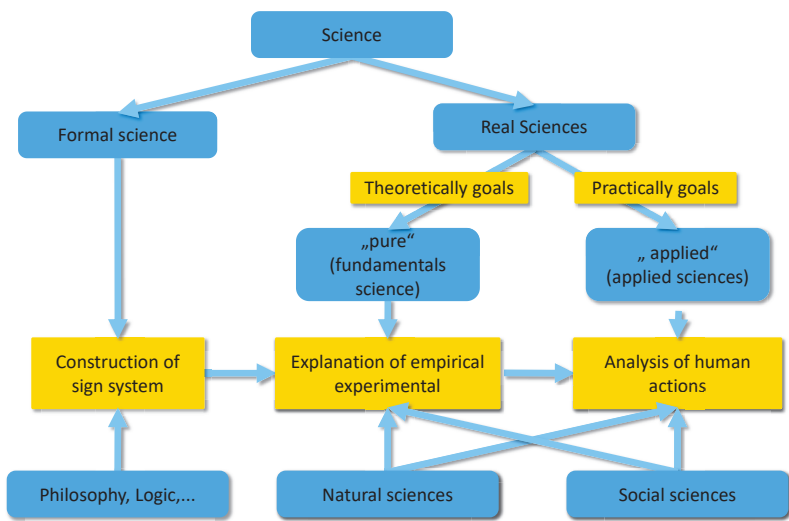 Science
Formal science
Real Sciences
Theoretically goals
Practically goals
„pure“
(fundamentals
science)
„ applied“
(applied sciences)
Construction of
sign system
Explanation of empirical
experimental
Analysis of human
actions
Philosophy, Logic,...
Natural sciences
Social sciences